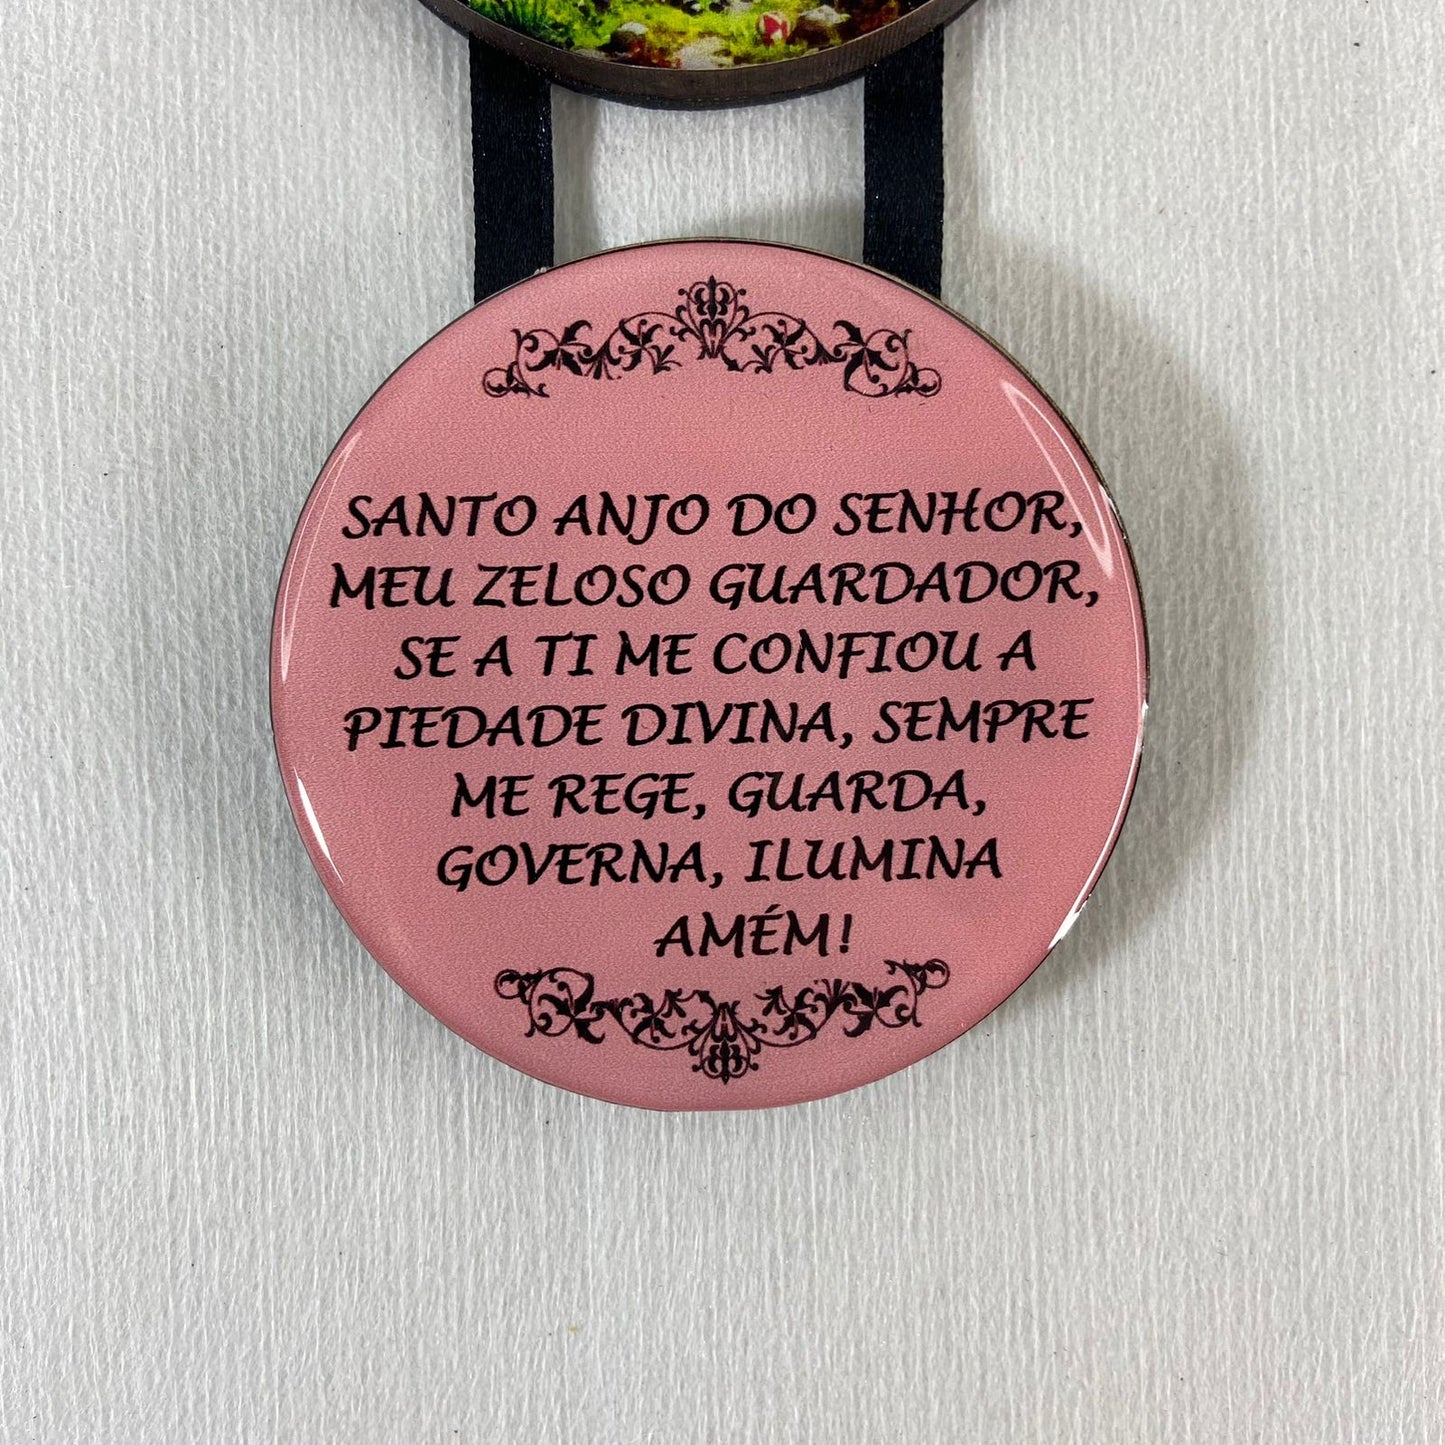 SANTO ANJO DO SENHOR,
MEU ZELOSO GUARDADOR,
SE A TI ME CONFIOU A
PIEDADE DIVINA, SEMPRE
ME REGE, GUARDA,
GOVERNA, ILUMINA
AMÉM!